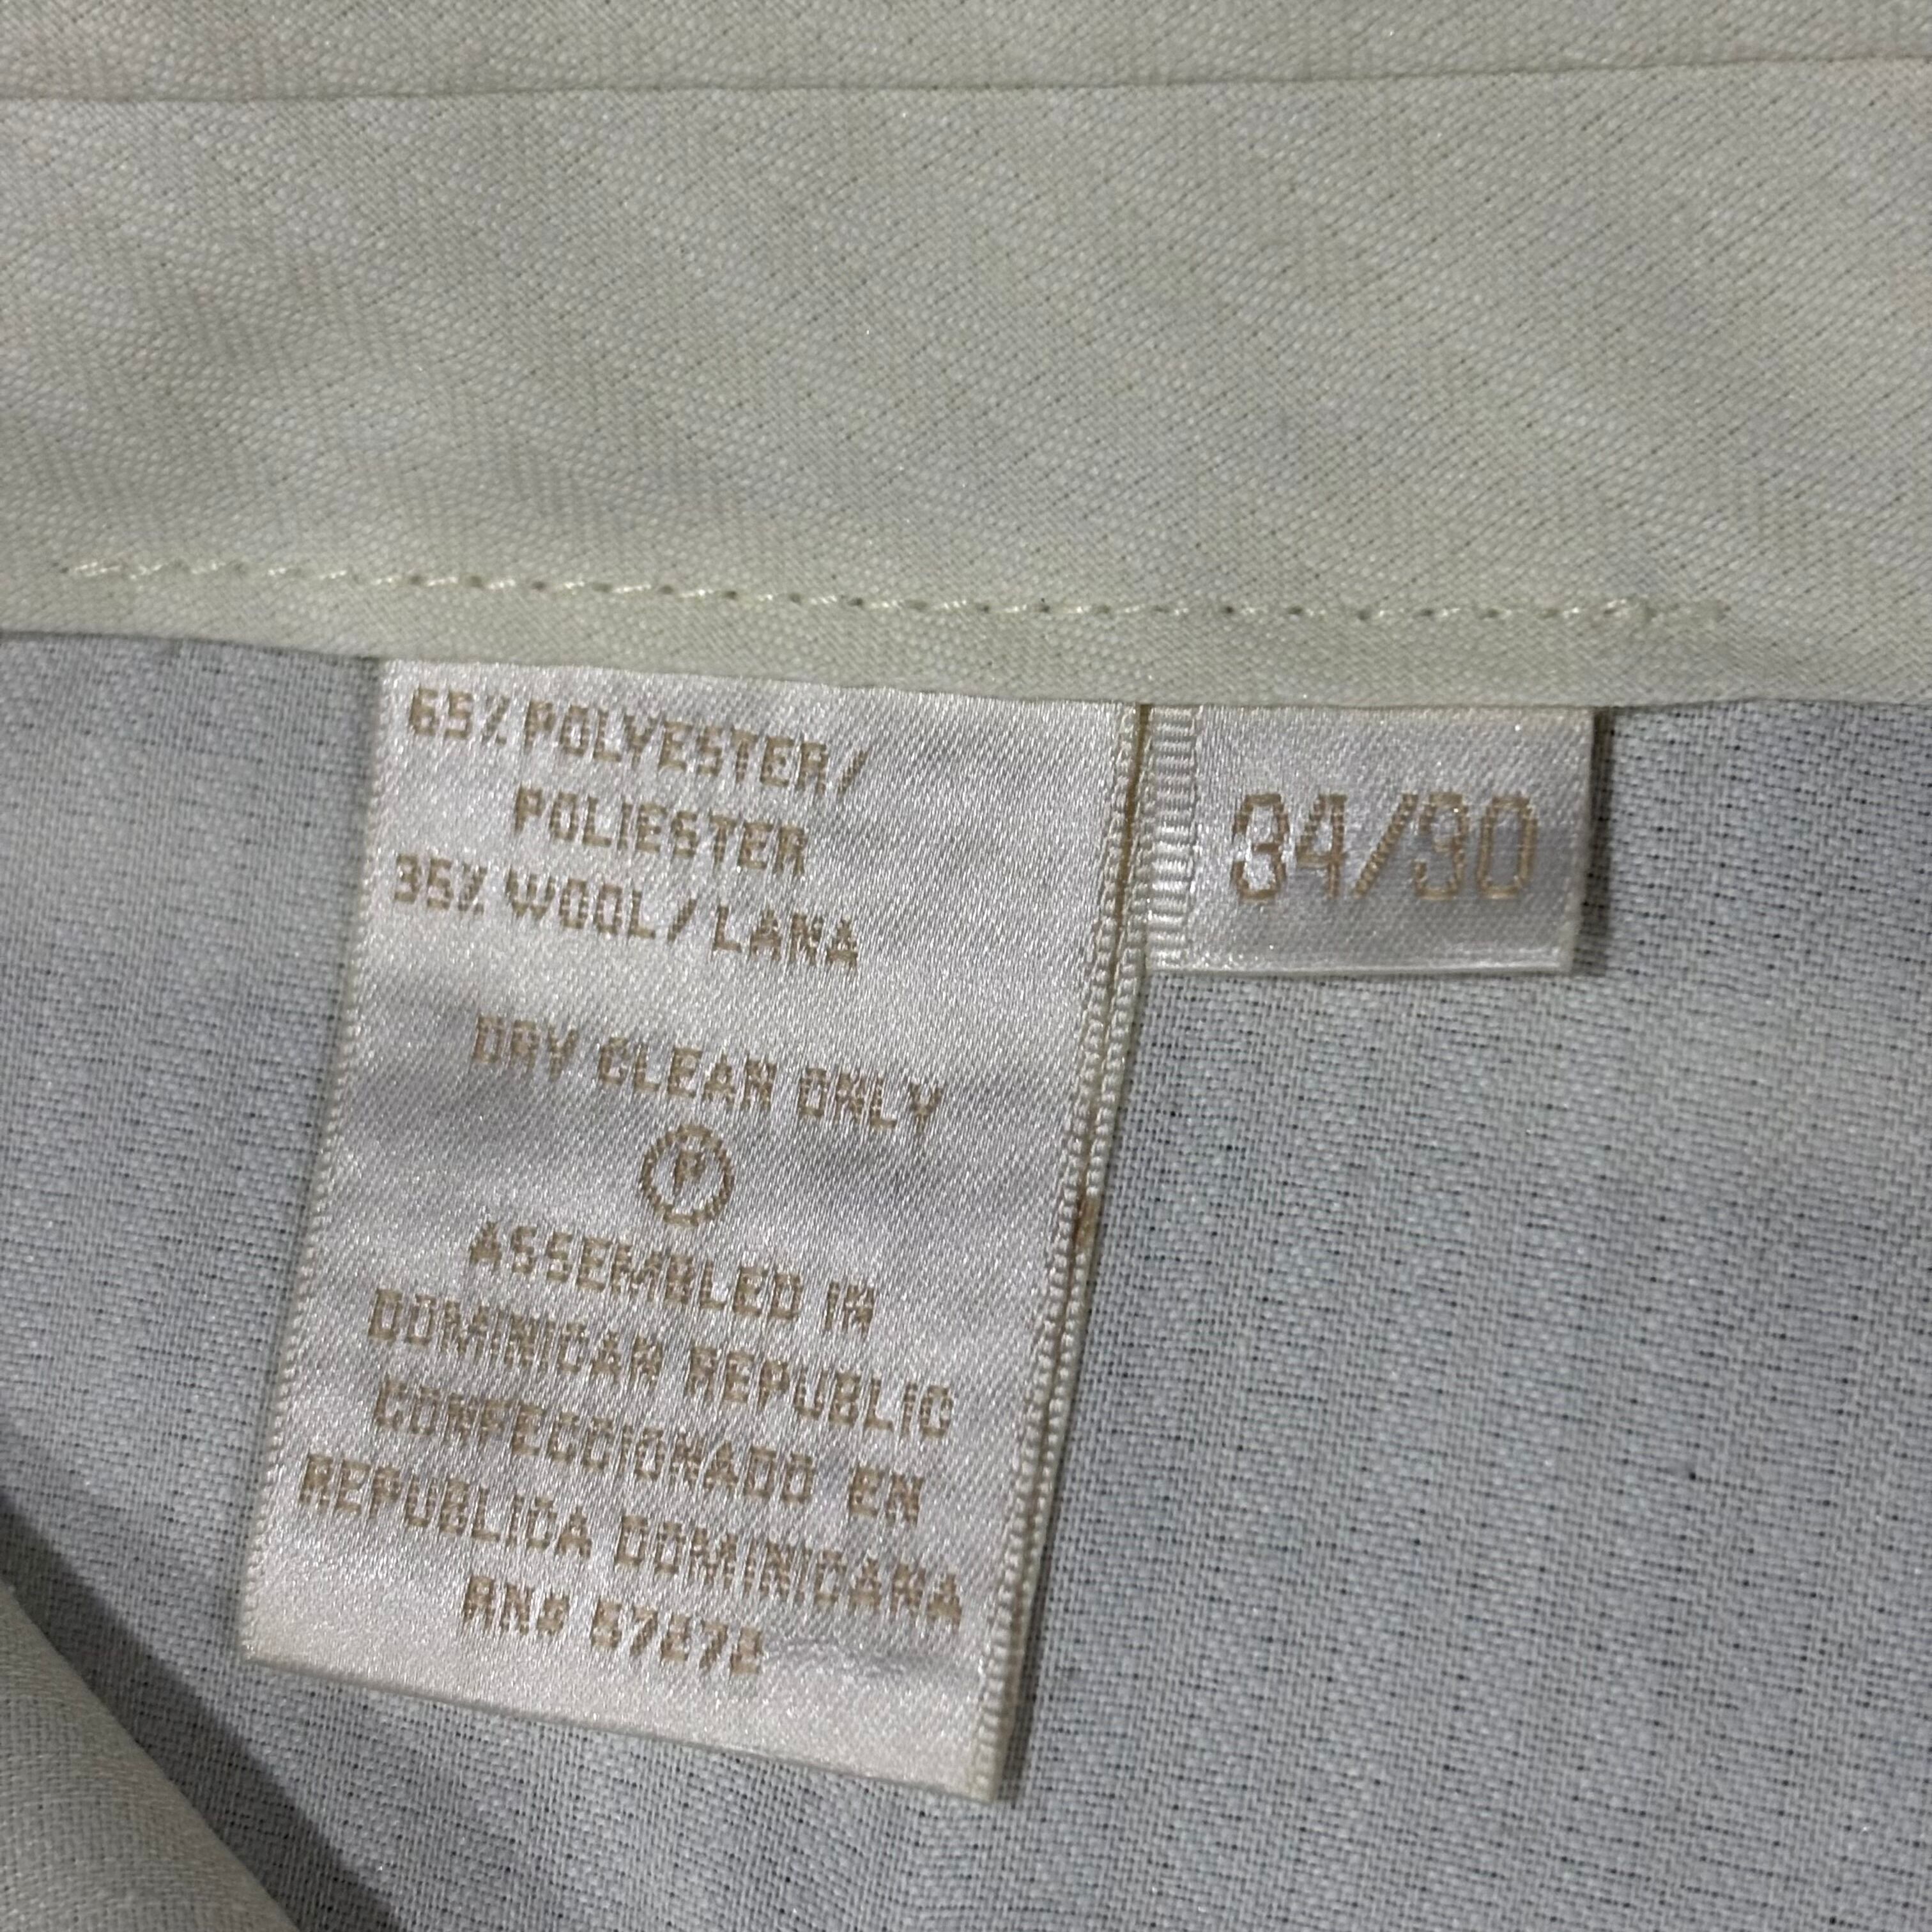 65% POLYESTER/
POLIESTER
35% WOOL/LANA
DRY CLEAN ONLY
P
ASSEMBLED IN
DOMINICAN REPUBLIC
CONFECCIONADO EN
REPUBLICA DOMINICANA
RN#
34/30